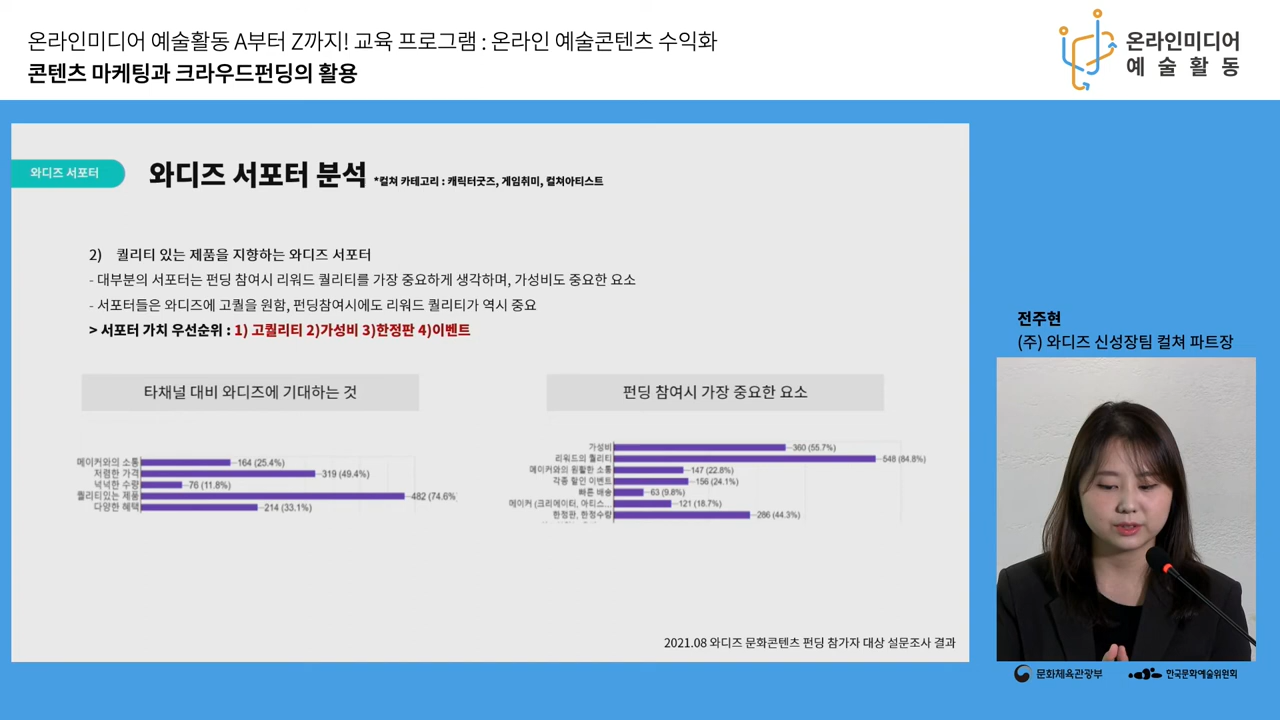 온라인미디어 예술활동 A부터 Z까지! 교육 프로그램 : 온라인 예술콘텐츠 수익화
콘텐츠 마케팅과 크라우드펀딩의 활용
온라인미디어
예술활동
와디즈 서포터
와디즈 서포터 분석 *컬쳐 카테고리 : 캐릭터굿즈, 게임취미, 컬쳐아티스트
2) 퀄리티 있는 제품을 지향하는 와디즈 서포터
- 대부분의 서포터는 펀딩 참여시 리워드 퀄리티를 가장 중요하게 생각하며, 가성비도 중요한 요소
- 서포터들은 와디즈에 고퀄을 원함, 펀딩참여시에도 리워드 퀄리티가 역시 중요
> 서포터 가치 우선순위 : 1) 고퀄리티 2)가성비 3)한정판 4)이벤트
타채널 대비 와디즈에 기대하는 것
메이커와의 소통 164 (25.4%)
저렴한 가격 319 (49.4%)
넉넉한 수량 76 (11.8%)
퀄리티있는 제품 482 (74.6%
다양한 혜택 214 (33.1%)
펀딩 참여시 가장 중요한 요소
가성비 360 (55.7%)
리워드의 퀄리티 548 (84.8%)
메이커와의 원활한 소통 147 (22.8%)
각종 할인 이벤트 156 (24.1%)
빠른 배송 63 (9.8%)
메이커 (크리에이터, 아티스... 121 (18.7%)
한정판, 한정수량 286 (44.3%)
2021.08 와디즈 문화콘텐츠 펀딩 참가자 대상 설문조사 결과
전주현
(주) 와디즈 신성장팀 컬쳐 파트장
문화체육관광부
한국문화예술위원회